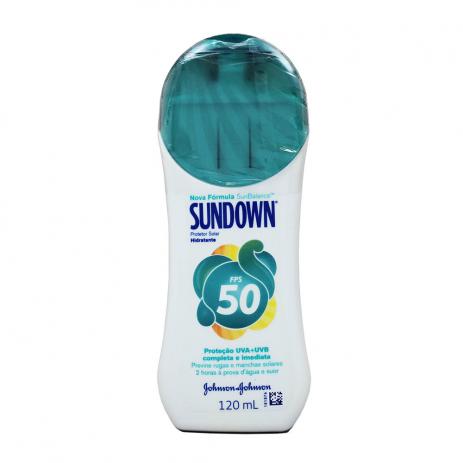 Nova Fórmula SunBalance™
SUNDOWN®
Protetor Solar
Hidratante
FPS
50
Proteção UVA+UVB
completa e imediata
Previne rugas e manchas solares
2 horas à prova d'água e suor
Johnson & Johnson
120 mL